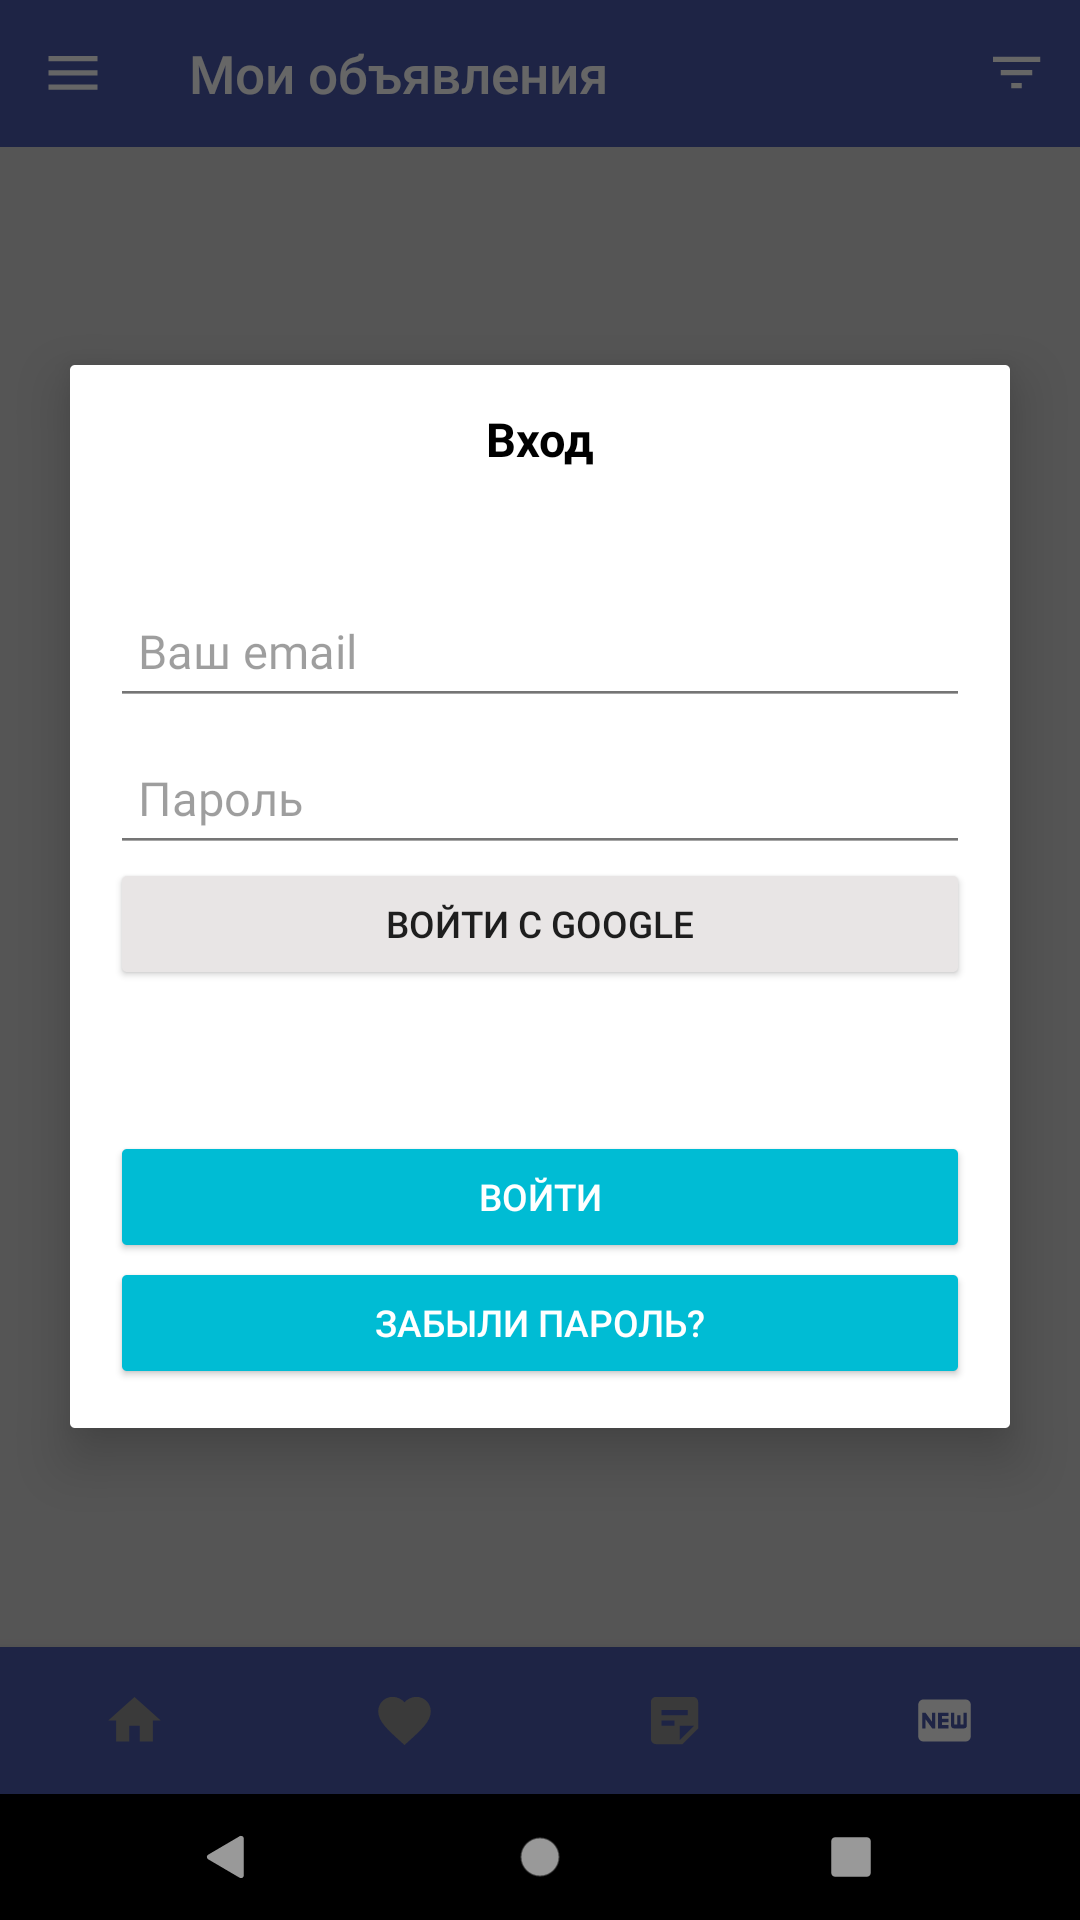 Мои объявления
Вход
Ваш email
Пароль
ВОЙТИ С GOOGLE
ВОЙТИ
ЗАБЫЛИ ПАРОЛЬ?
NEW